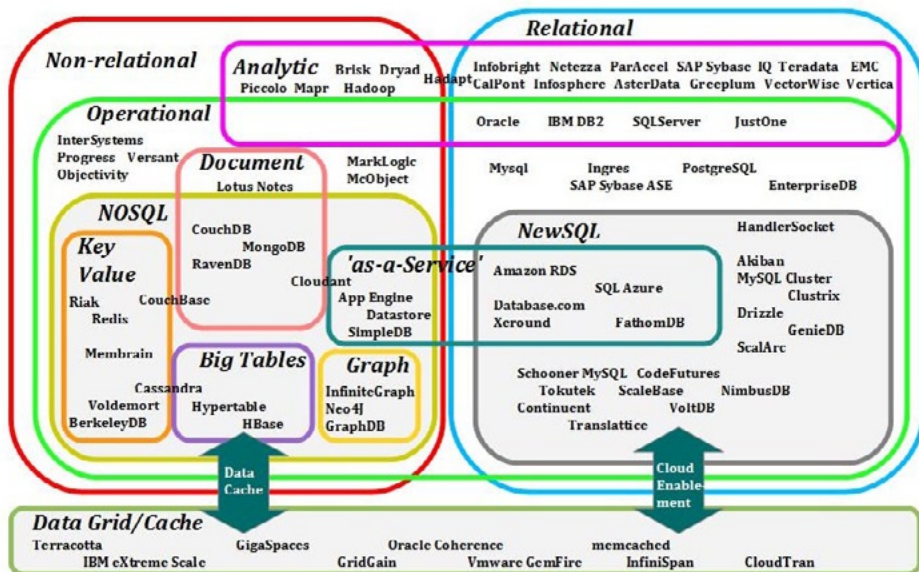 Relational
Non-relational
Analytic
Brisk Dryad
Piccolo Mapr Hadoop
Hadapt
Infobright Netezza ParAccel SAP Sybase IQ Teradata EMC
CalPont Infosphere AsterData Greeplum VectorWise Vertica
Operational
Oracle IBM DB2 SQLServer JustOne
InterSystems
Progress Versant
Objectivity
Document
Lotus Notes
MarkLogic
McObject
Mysql Ingres PostgreSQL
SAP Sybase ASE EnterpriseDB
NOSQL
Key
Value
CouchDB
MongoDB
RavenDB
Cloudant
CouchBase
Riak
Redis
Membrain
Cassandra
Voldemort
BerkeleyDB
'as-a-Service'
App Engine
Datastore
SimpleDB
Big Tables
Hypertable
HBase
Graph
InfiniteGraph
Neo4J
GraphDB
NewSQL
Amazon RDS
SQL Azure
Database.com
Xeround FathomDB
HandlerSocket
Akiban
MySQL Cluster
Clustrix
Drizzle
GenieDB
ScalArc
Schooner MySQL CodeFutures
Tokutek ScaleBase NimbusDB
Continuent VoltDB
Translattice
Data
Cache
Cloud
Enable-
ment
Data Grid/Cache
Terracotta GigaSpaces Oracle Coherence memcached
IBM eXtreme Scale GridGain Vmware GemFire InfiniSpan CloudTran